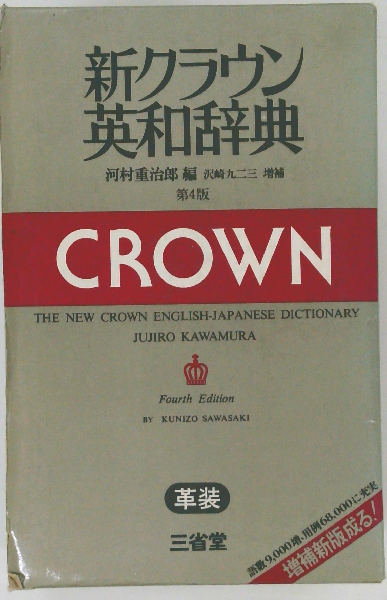 新クラウン
英和辞典
河村重治郎 編 沢崎九二三 増補
第4版
CROWN
THE NEW CROWN ENGLISH-JAPANESE DICTIONARY
JUJIRO KAWAMURA
Fourth Edition
BY KUNIZO SAWASAKI
革装
三省堂
語数9,000増、用例68,000に充実
増補新版成る!